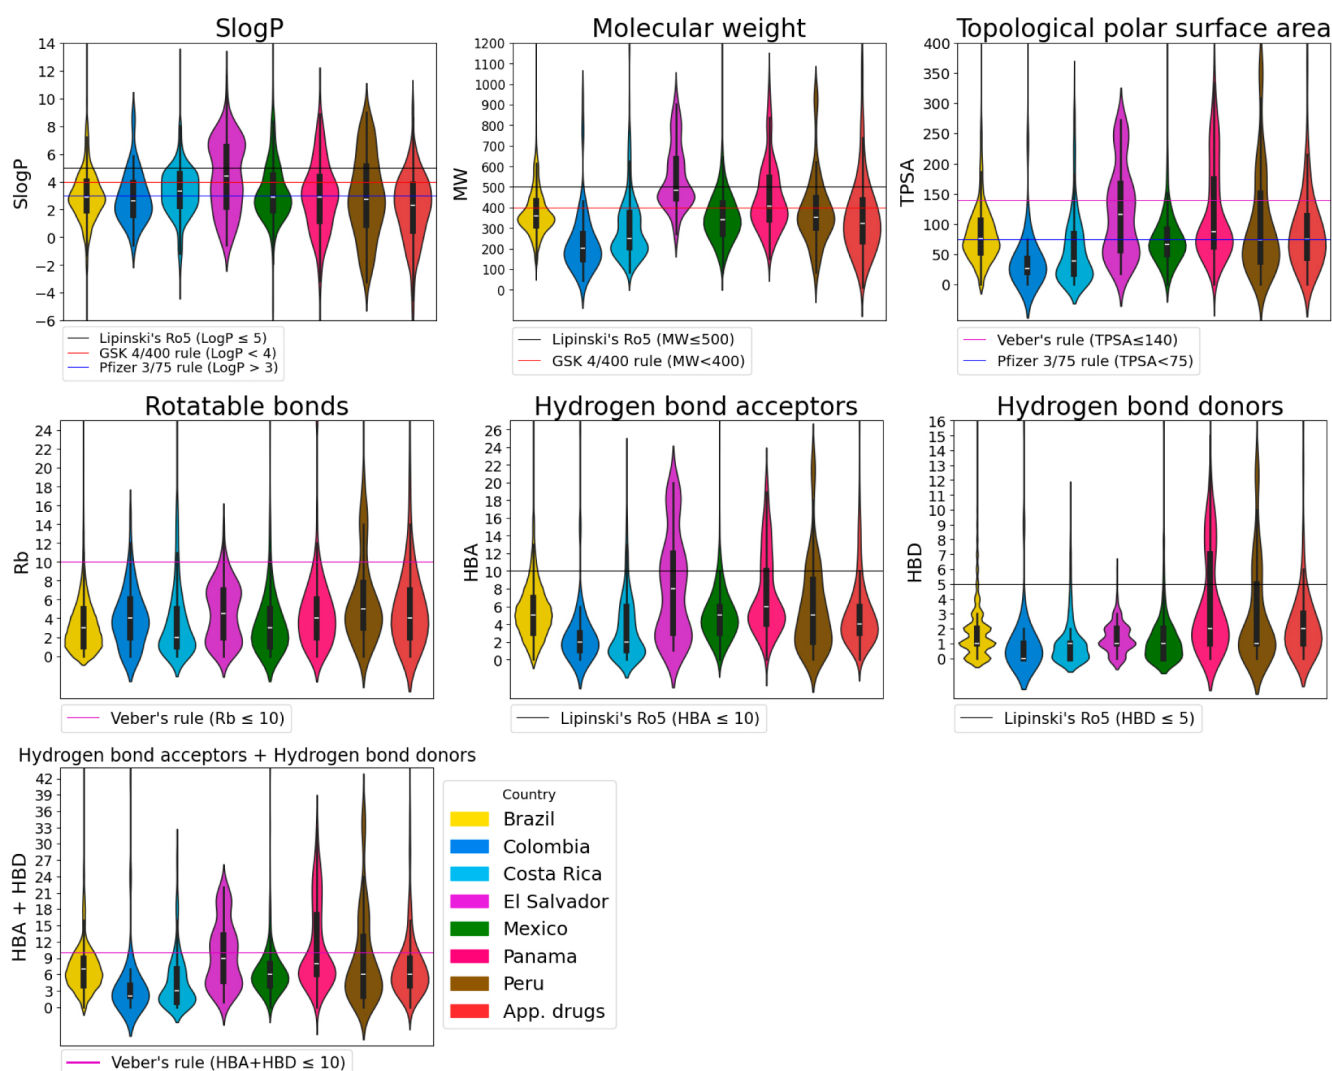 SlogP
14
12
10
8
6
4
2
0
−2
−4
−6
SlogP
Lipinski's Ro5 (LogP ≤ 5)
GSK 4/400 rule (LogP < 4)
Pfizer 3/75 rule (LogP > 3)
Molecular weight
1200
1100
1000
900
800
700
600
500
400
300
200
100
0
MW
Lipinski's Ro5 (MW≤500)
GSK 4/400 rule (MW<400)
Topological polar surface area
400
350
300
250
200
150
100
50
0
TPSA
Veber's rule (TPSA≤140)
Pfizer 3/75 rule (TPSA<75)
Rotatable bonds
24
22
20
18
16
14
12
10
8
6
4
2
0
Rb
Veber's rule (Rb ≤ 10)
Hydrogen bond acceptors
26
24
22
20
18
16
14
12
10
8
6
4
2
0
HBA
Lipinski's Ro5 (HBA ≤ 10)
Hydrogen bond donors
16
15
14
13
12
11
10
9
8
7
6
5
4
3
2
1
0
HBD
Lipinski's Ro5 (HBD ≤ 5)
Hydrogen bond acceptors + Hydrogen bond donors
42
39
36
33
30
27
24
21
18
15
12
9
6
3
0
HBA + HBD
Veber's rule (HBA+HBD ≤ 10)
Country
Brazil
Colombia
Costa Rica
El Salvador
Mexico
Panama
Peru
App. drugs